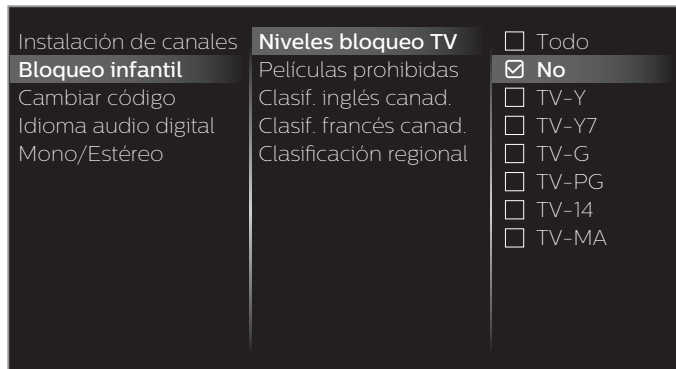 Instalación de canales
Bloqueo infantil
Cambiar código
Idioma audio digital
Mono/Estéreo
Niveles bloqueo TV
Películas prohibidas
Clasif. inglés canad.
Clasif. francés canad.
Clasificación regional
Todo
No
TV-Y
TV-Y7
TV-G
TV-PG
TV-14
TV-MA